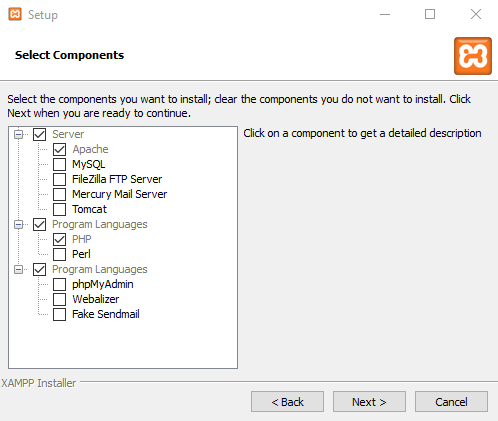 Setup
Select Components
Select the components you want to install; clear the components you do not want to install. Click
Next when you are ready to continue.
Server
Apache
MySQL
FileZilla FTP Server
Mercury Mail Server
Tomcat
Program Languages
PHP
Perl
Program Languages
phpMyAdmin
Webalizer
Fake Sendmail
Click on a component to get a detailed description
XAMPP Installer
< Back
Next >
Cancel